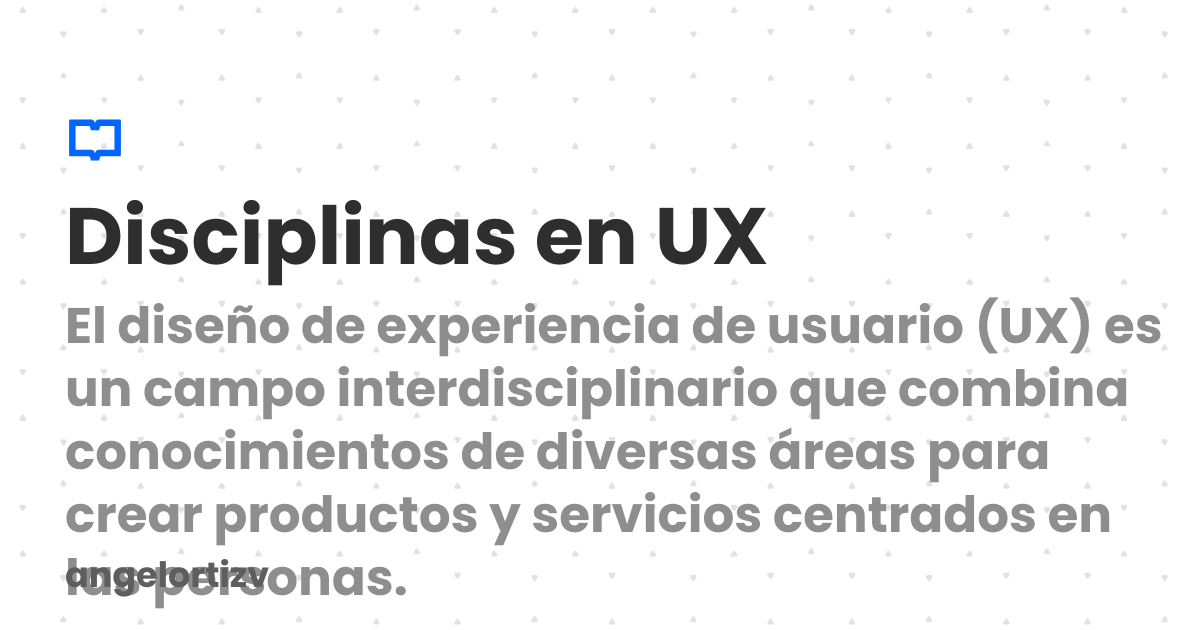 Disciplinas en UX
El diseño de experiencia de usuario (UX) es
un campo interdisciplinario que combina
conocimientos de diversas áreas para
crear productos y servicios centrados en
las personas.
angelortizv